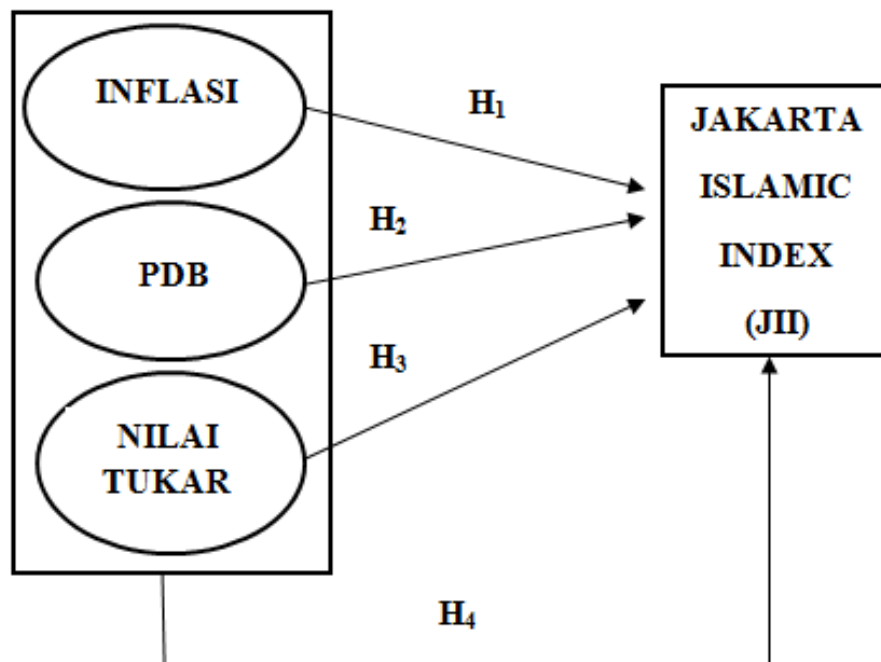 INFLASI
PDB
NILAI
TUKAR
H₁
H₂
H₃
H₄
JAKARTA
ISLAMIC
INDEX
(JII)